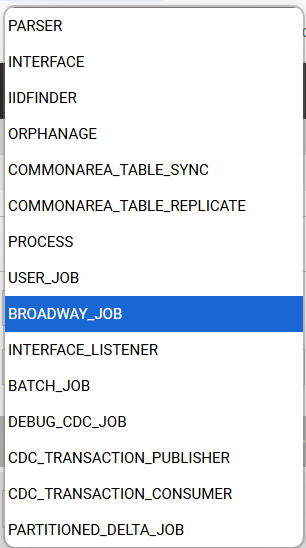 PARSER
INTERFACE
IIDFINDER
ORPHANAGE
COMMONAREA_TABLE_SYNC
COMMONAREA_TABLE_REPLICATE
PROCESS
USER_JOB
BROADWAY_JOB
INTERFACE_LISTENER
BATCH_JOB
DEBUG_CDC_JOB
CDC_TRANSACTION_PUBLISHER
CDC_TRANSACTION_CONSUMER
PARTITIONED_DELTA_JOB